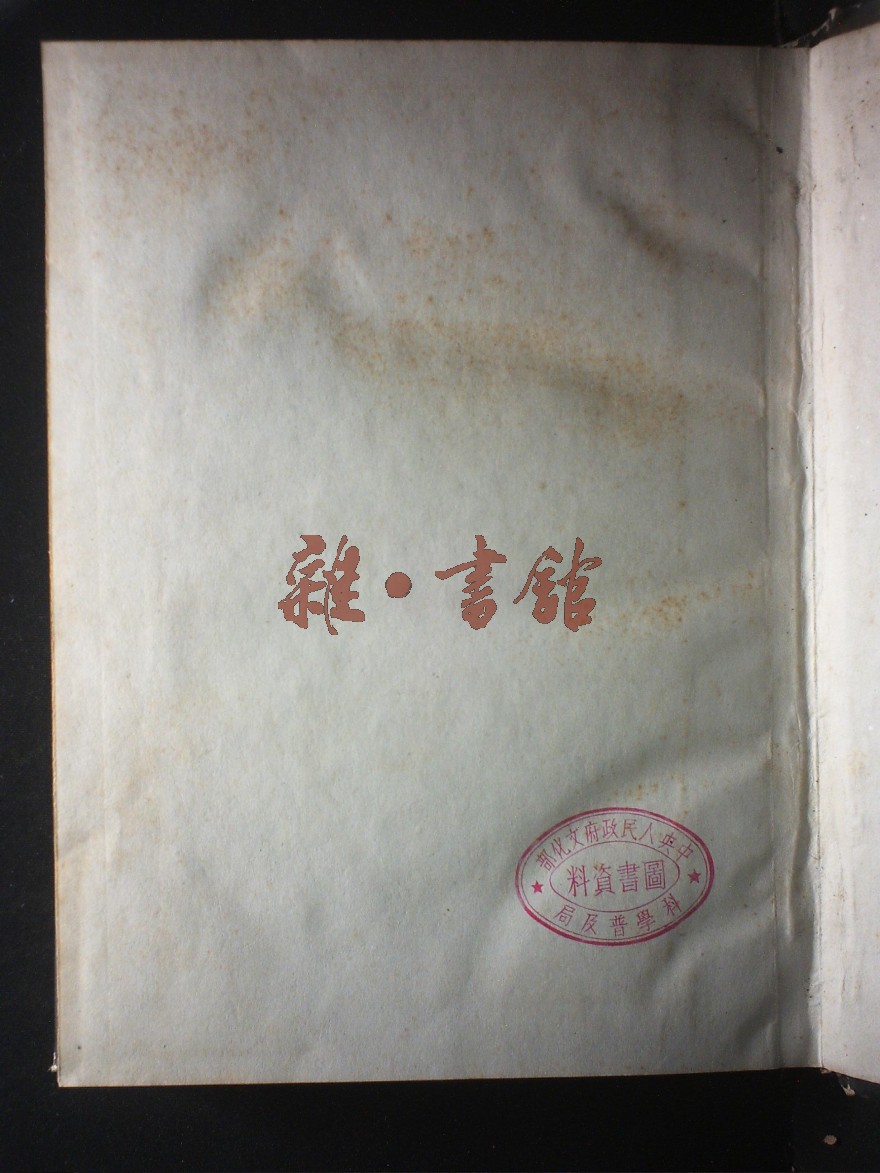 雜·書館
中央人民政府文化部
圖書資料
科學普及局